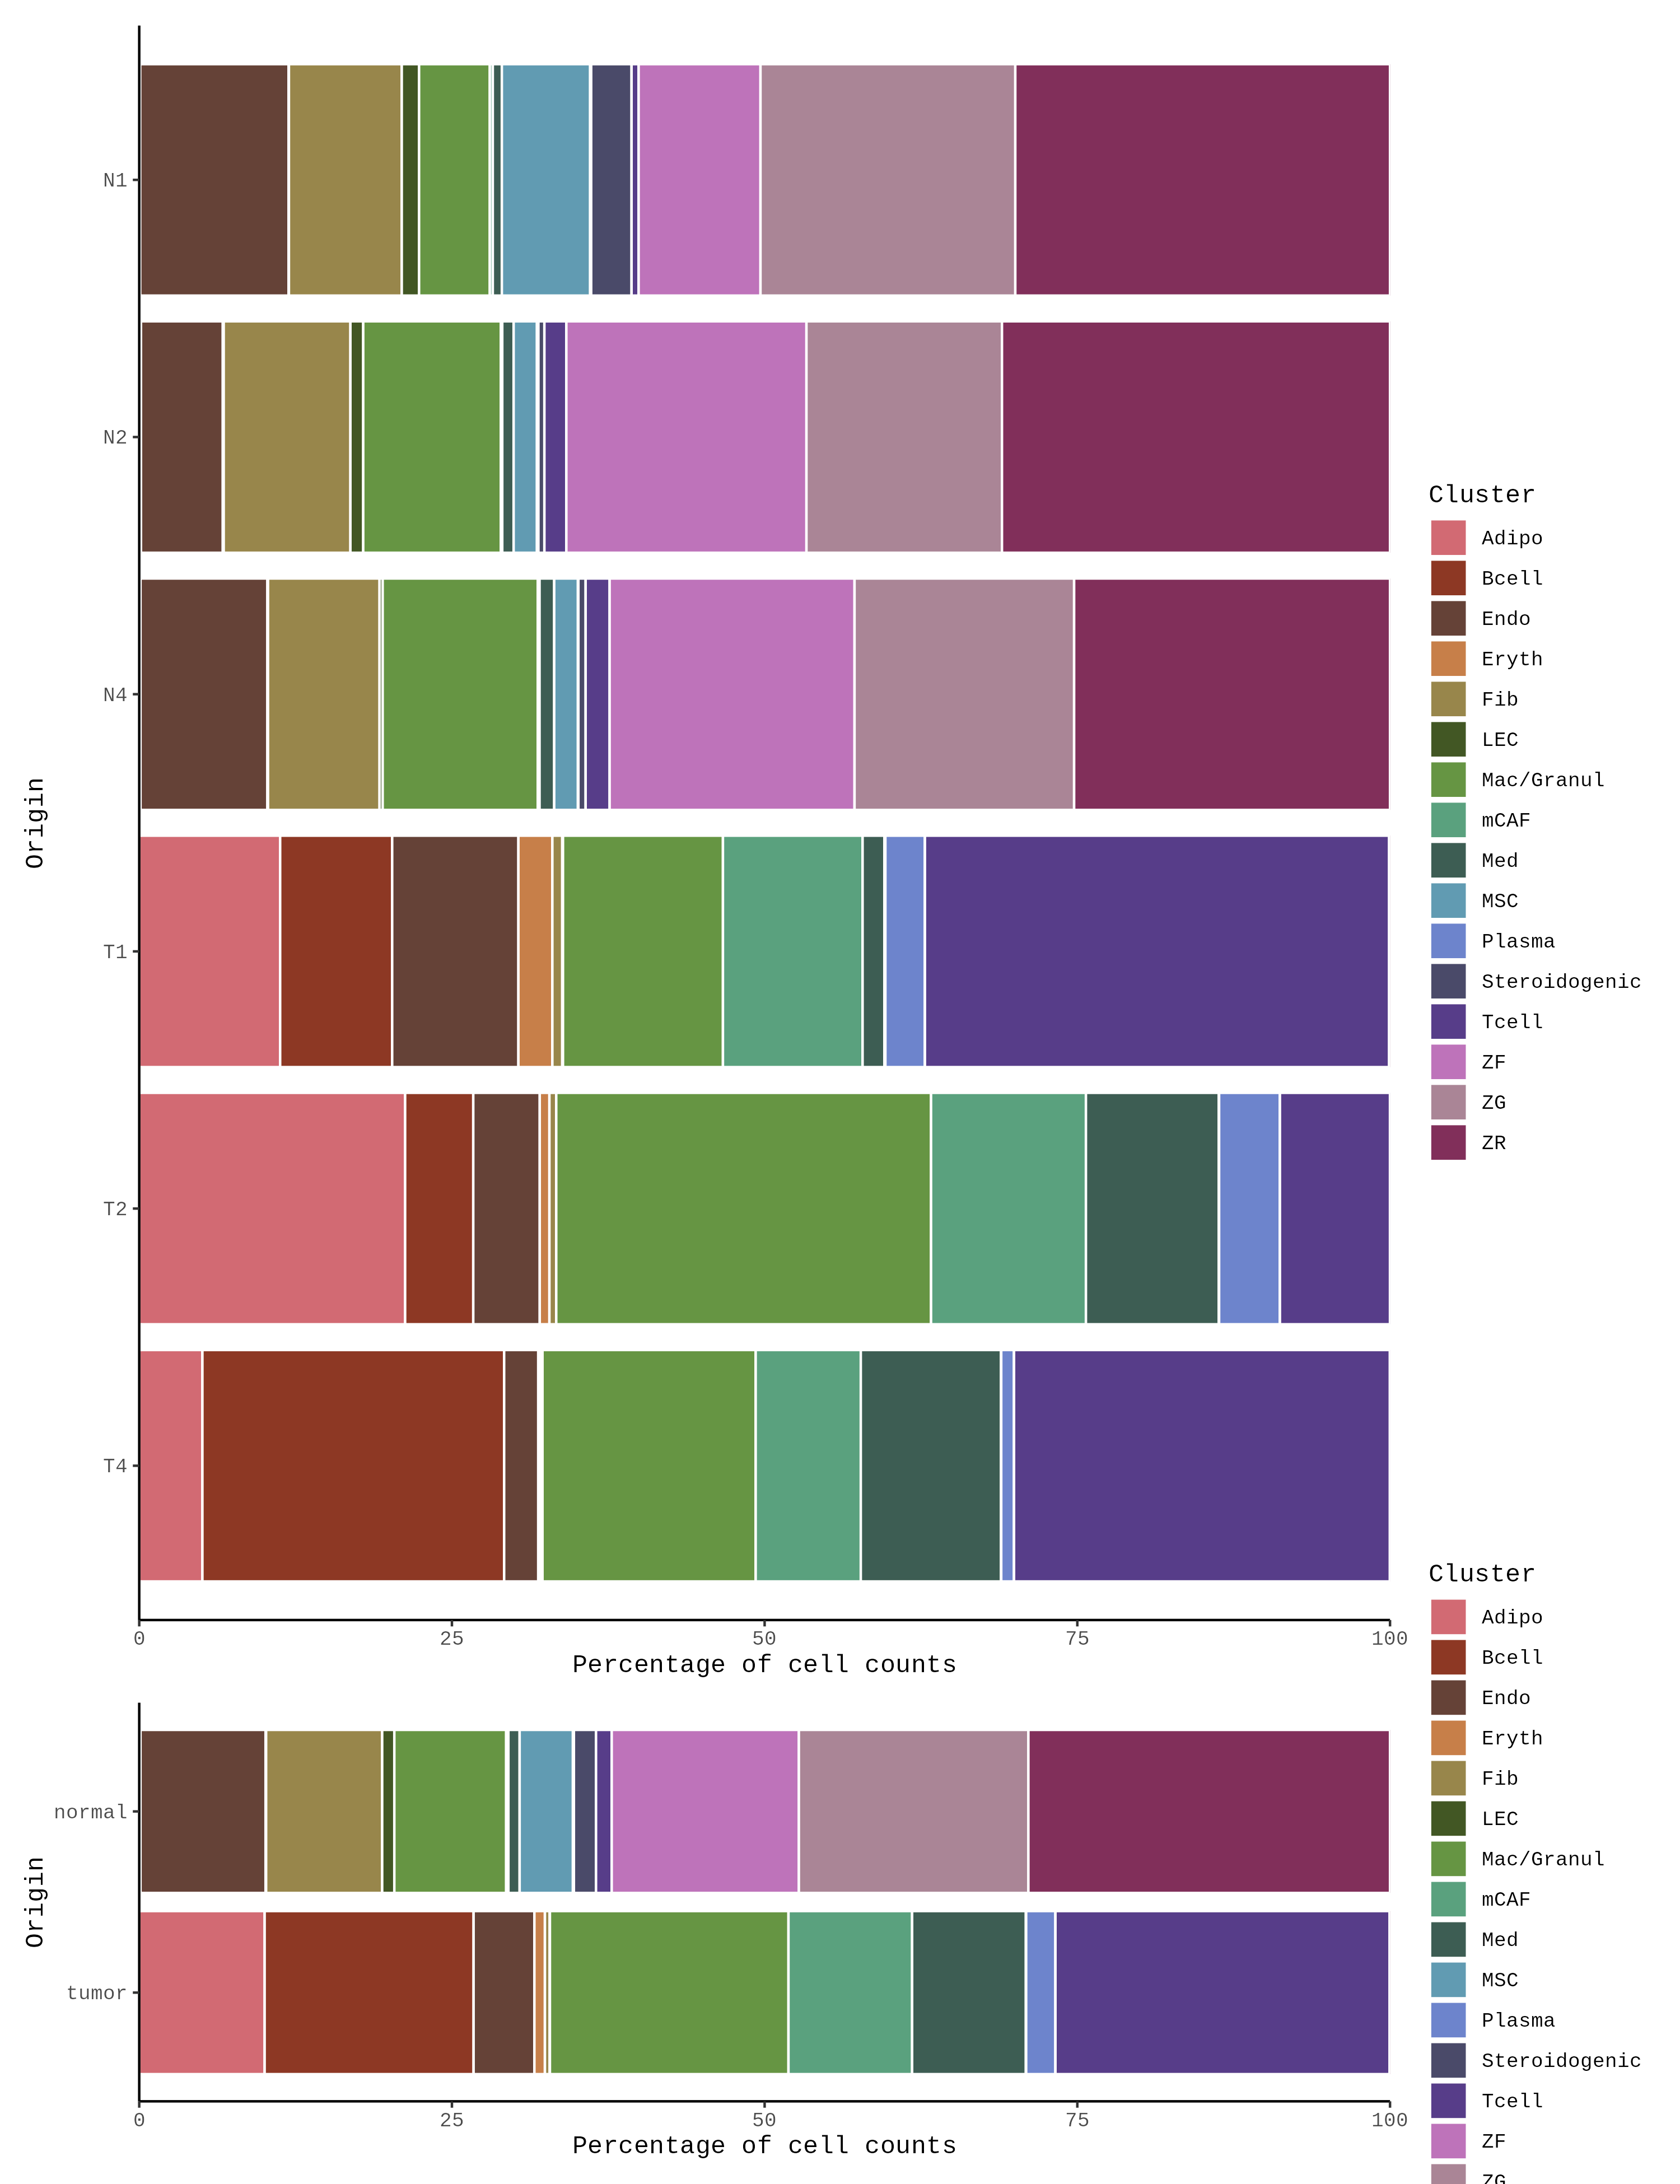 N1
N2
N4
T1
T2
T4
Origin
0 25 50 75 100
Percentage of cell counts
Cluster
Adipo
Bcell
Endo
Eryth
Fib
LEC
Mac/Granul
mCAF
Med
MSC
Plasma
Steroidogenic
Tcell
ZF
ZG
ZR
normal
tumor
Origin
0 25 50 75 100
Percentage of cell counts
Cluster
Adipo
Bcell
Endo
Eryth
Fib
LEC
Mac/Granul
mCAF
Med
MSC
Plasma
Steroidogenic
Tcell
ZF
ZG